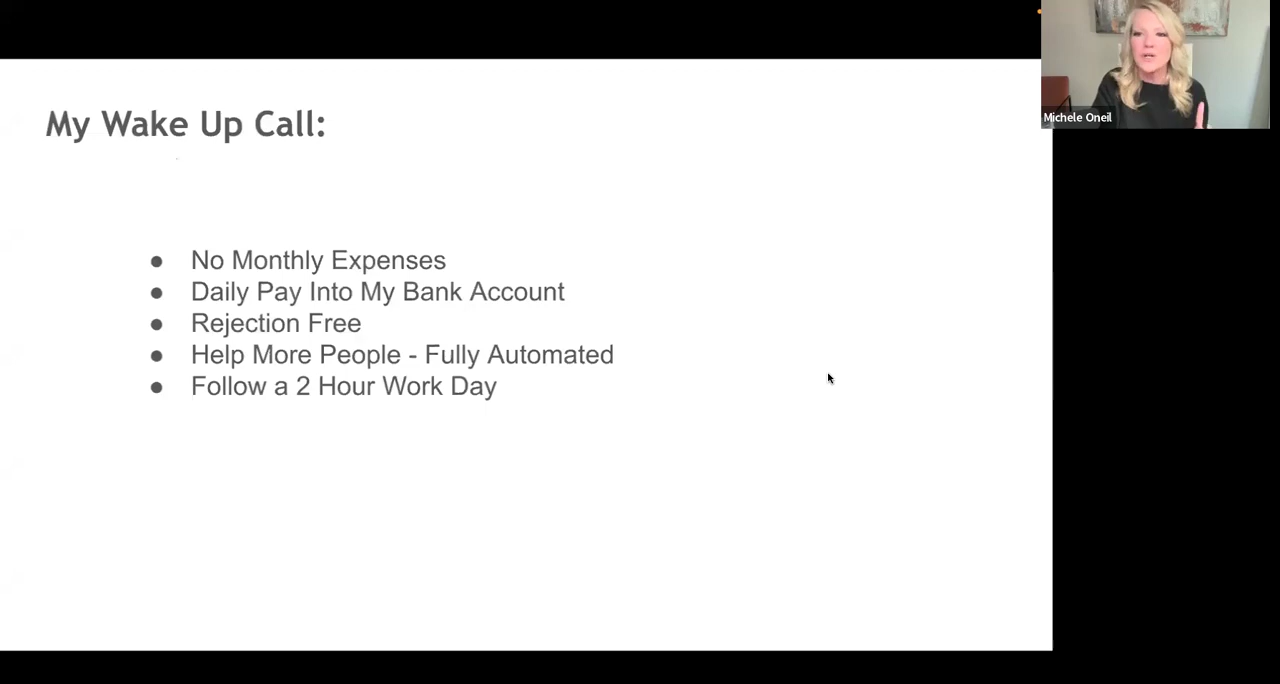 My Wake Up Call:
● No Monthly Expenses
● Daily Pay Into My Bank Account
● Rejection Free
● Help More People - Fully Automated
● Follow a 2 Hour Work Day
Michele Oneil